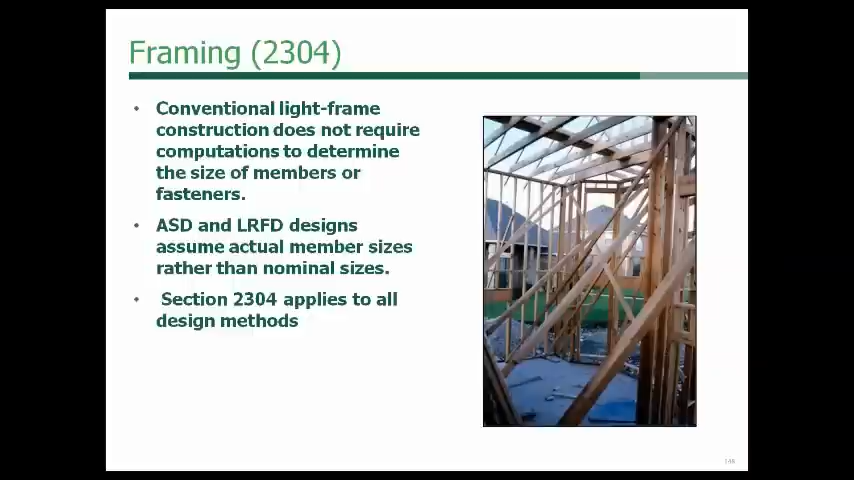 Framing (2304)
• Conventional light-frame
construction does not require
computations to determine
the size of members or
fasteners.
• ASD and LRFD designs
assume actual member sizes
rather than nominal sizes.
• Section 2304 applies to all
design methods